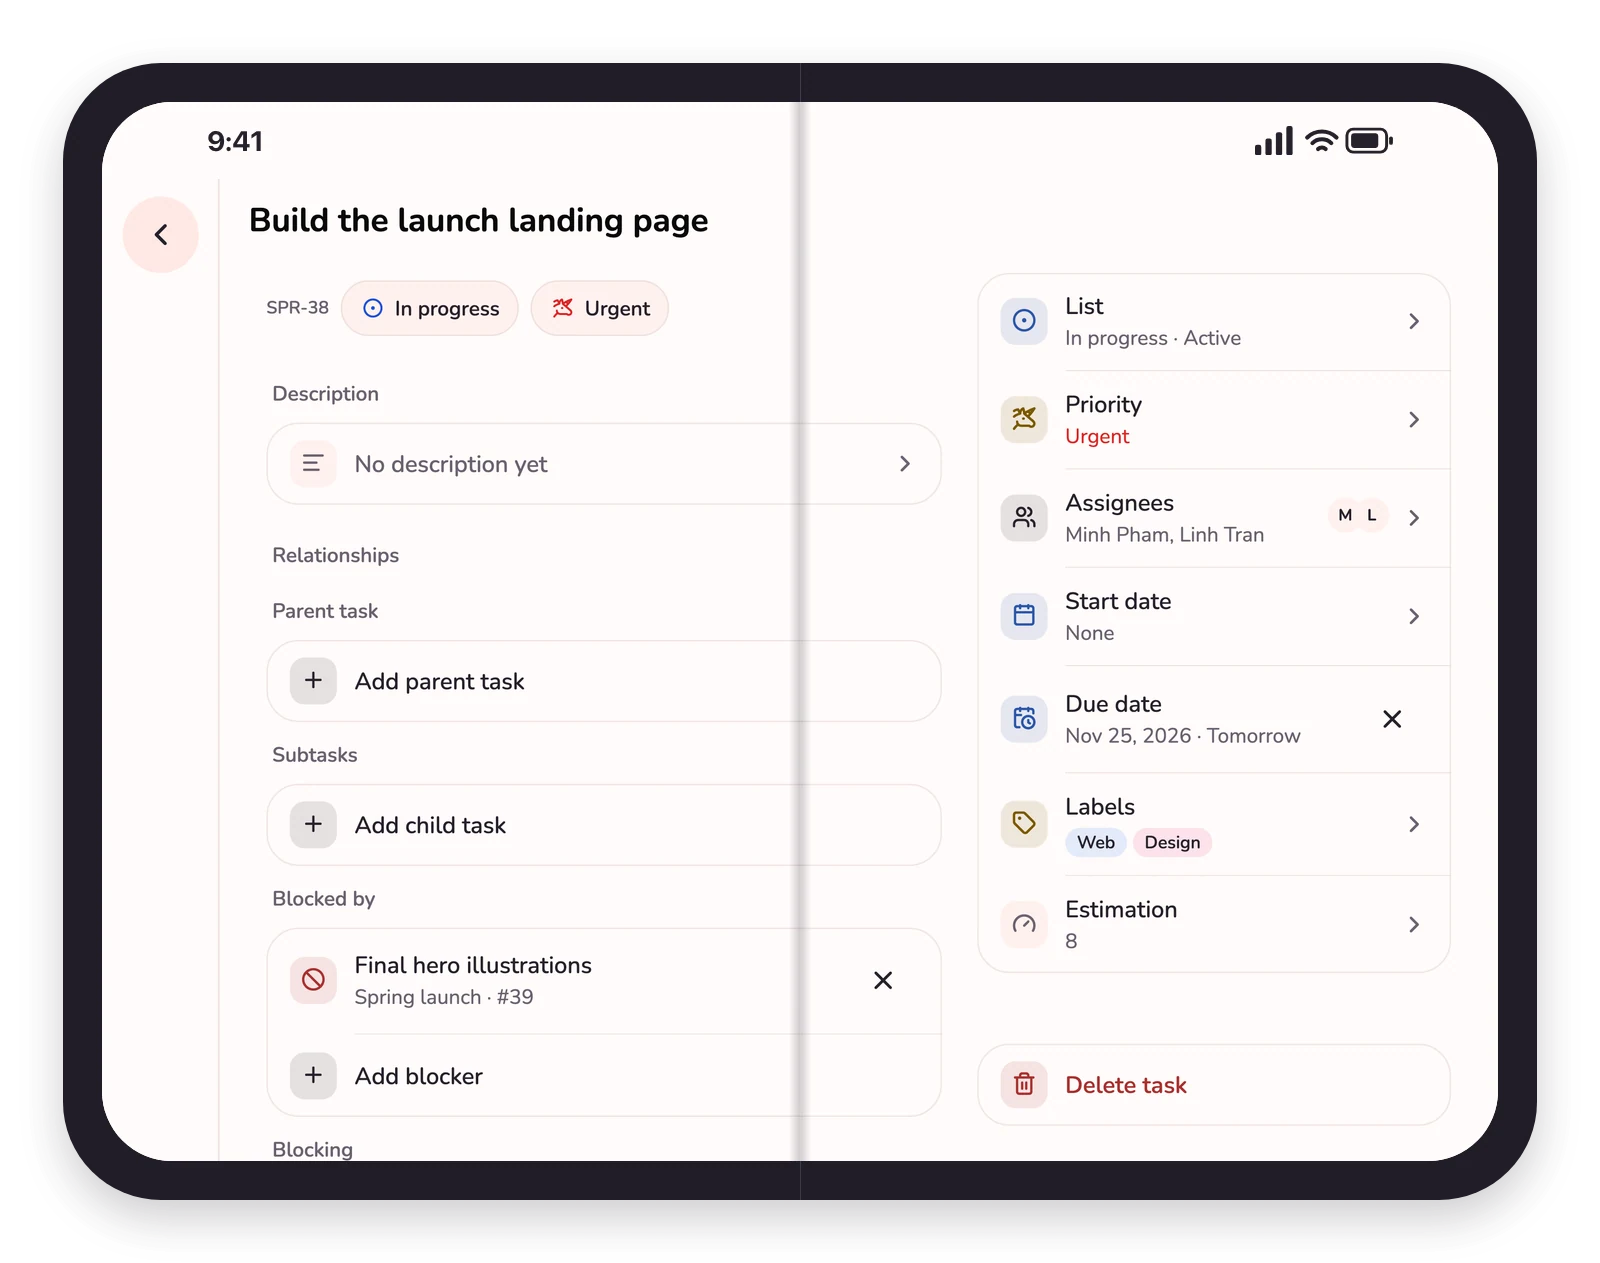 9:41
Build the launch landing page
SPR-38 In progress Urgent
Description
No description yet
Relationships
Parent task
Add parent task
Subtasks
Add child task
Blocked by
Final hero illustrations
Spring launch · #39
Add blocker
Blocking
List
In progress · Active
Priority
Urgent
Assignees
Minh Pham, Linh Tran
M L
Start date
None
Due date
Nov 25, 2026 · Tomorrow
Labels
Web Design
Estimation
8
Delete task